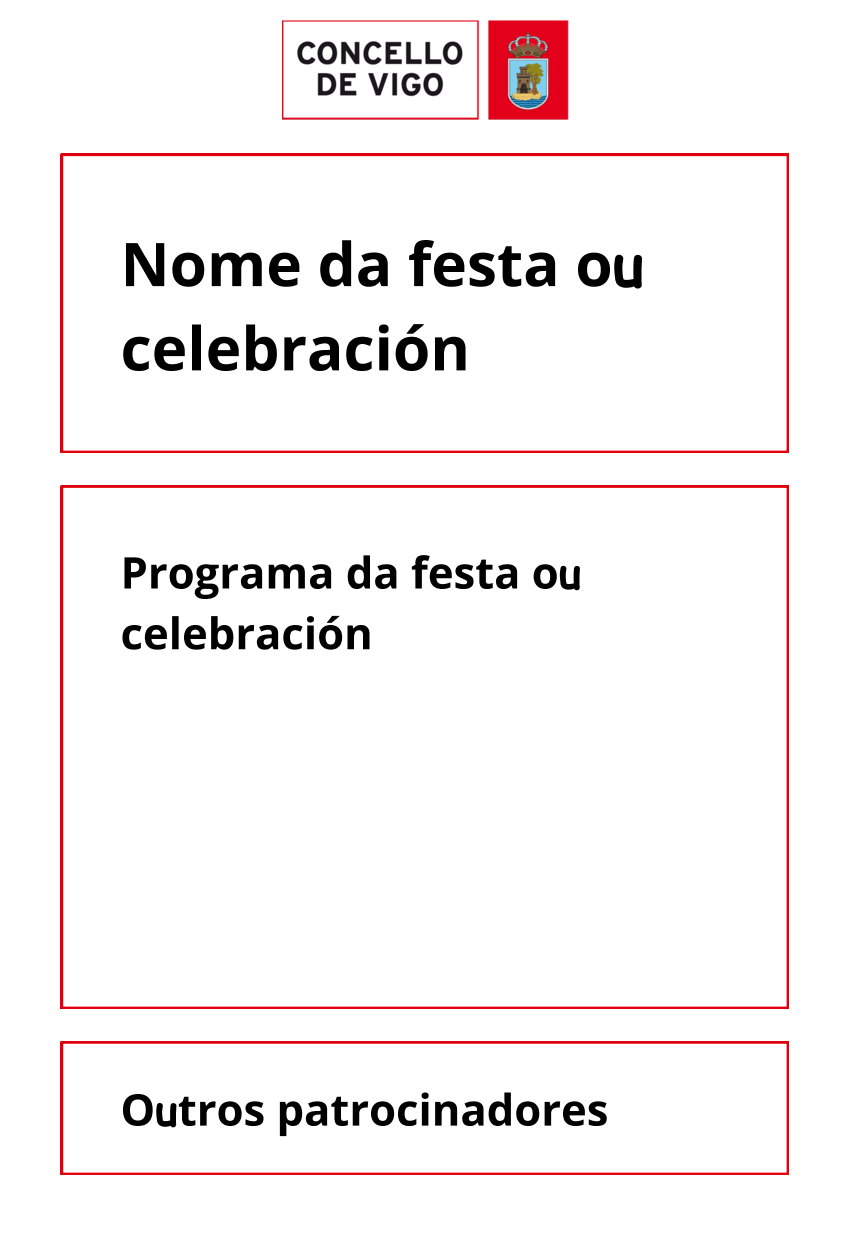 CONCELLO
DE VIGO
Nome da festa ou
celebración
Programa da festa ou
celebración
Outros patrocinadores